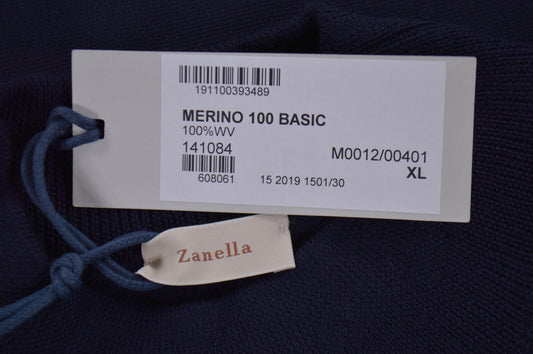 191100393489
MERINO 100 BASIC
100%WV
141084
M0012/00401
XL
608061
15 2019 1501/30
Zanella